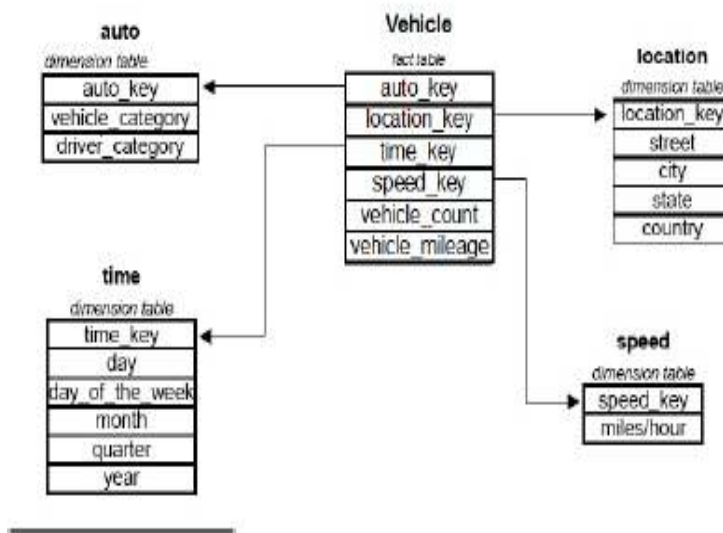 auto
dimension table
auto_key
vehicle_category
driver_category
Vehicle
fact table
auto_key
location_key
time_key
speed_key
vehicle_count
vehicle_mileage
location
dimension table
location_key
street
city
state
country
time
dimension table
time_key
day
day_of_the_week
month
quarter
year
speed
dimension table
speed_key
miles/hour